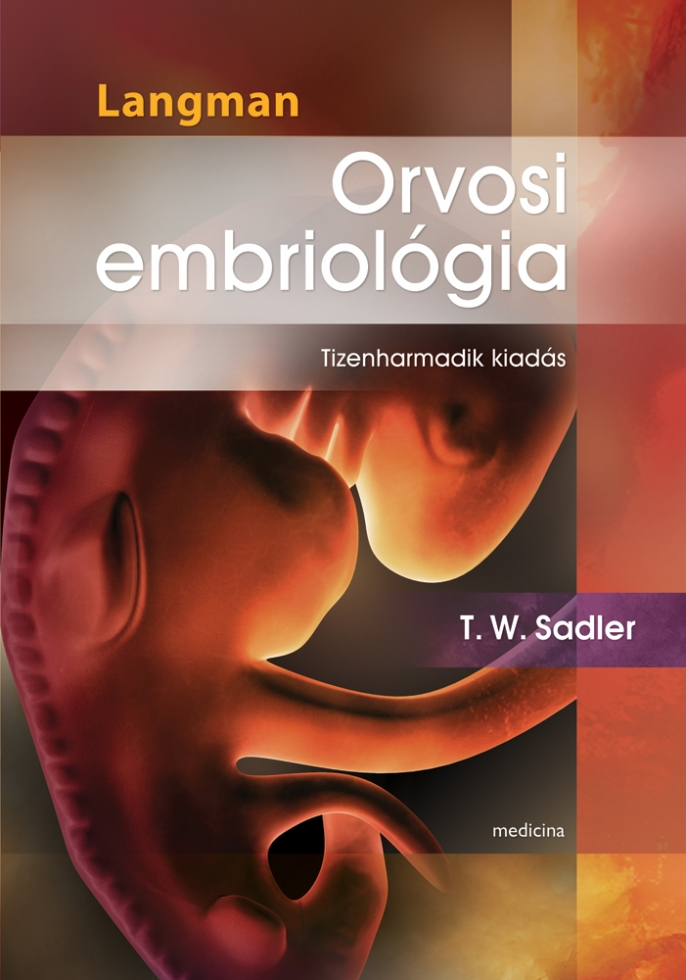 Langman
Orvosi
embriológia
Tizenharmadik kiadás
T. W. Sadler
medicina